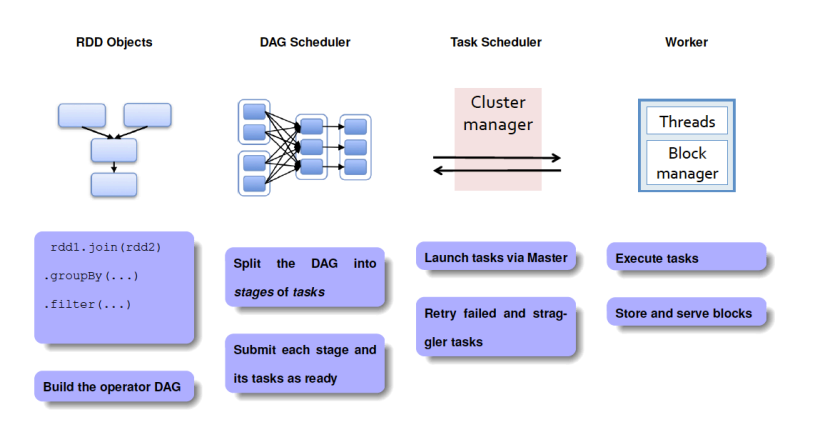 RDD Objects
DAG Scheduler
Task Scheduler
Worker
Cluster
manager
Threads
Block
manager
rdd1.join(rdd2)
.groupBy(...)
.filter(...)
Build the operator DAG
Split the DAG into
stages of tasks
Submit each stage and
its tasks as ready
Launch tasks via Master
Retry failed and strag-
gler tasks
Execute tasks
Store and serve blocks